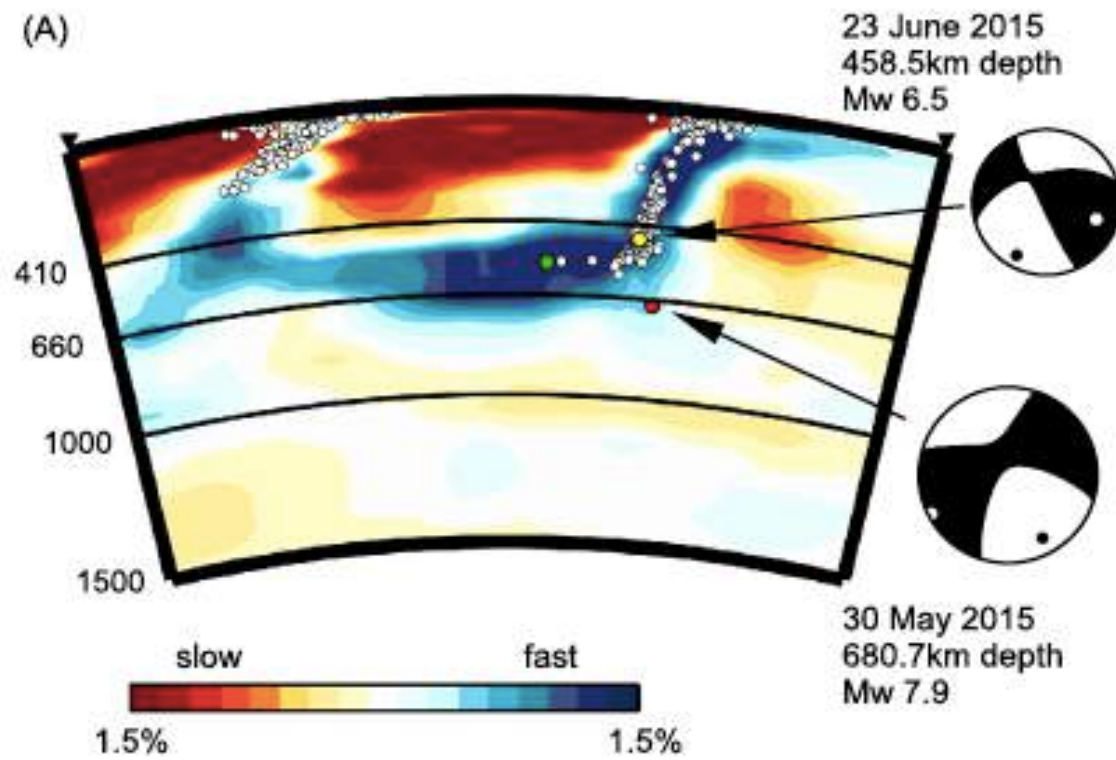 (A)
23 June 2015
458.5km depth
Mw 6.5
410
660
1000
1500
slow fast
1.5% 1.5%
30 May 2015
680.7km depth
Mw 7.9